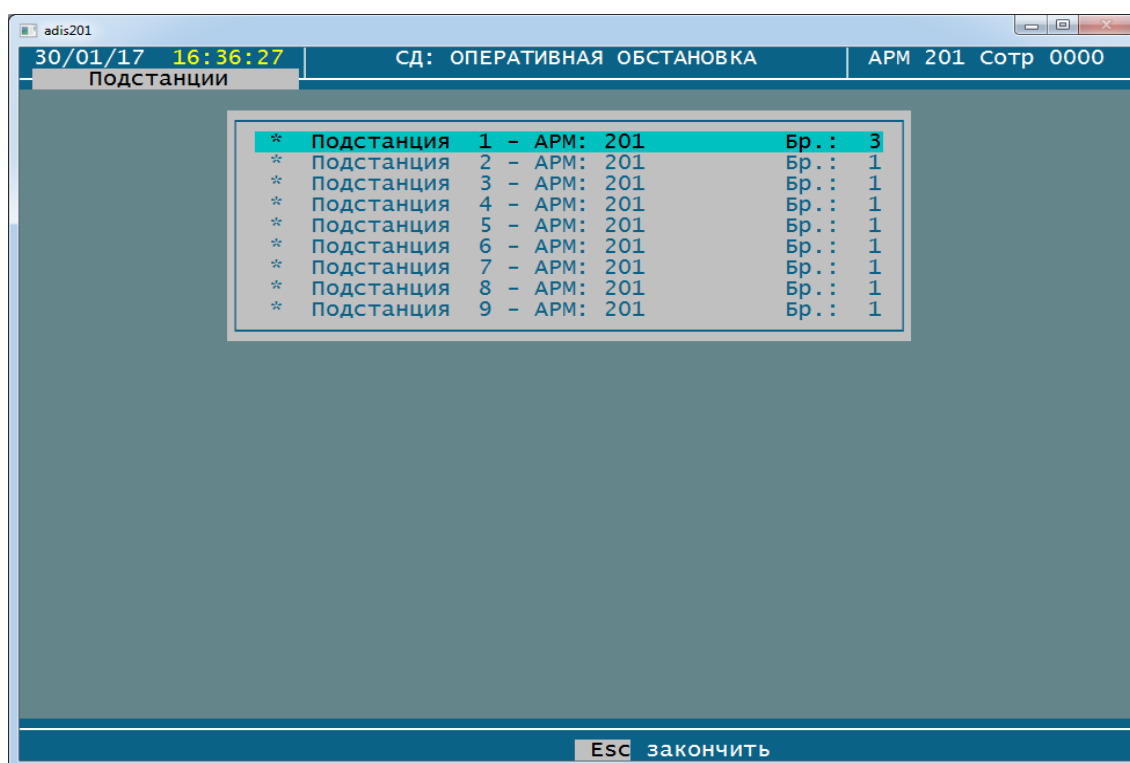 adis201
30/01/17 16:36:27 СД: ОПЕРАТИВНАЯ ОБСТАНОВКА АРМ 201 Сотр 0000
Подстанции
* Подстанция 1 – АРМ: 201 Бр.: 3
* Подстанция 2 – АРМ: 201 Бр.: 1
* Подстанция 3 – АРМ: 201 Бр.: 1
* Подстанция 4 – АРМ: 201 Бр.: 1
* Подстанция 5 – АРМ: 201 Бр.: 1
* Подстанция 6 – АРМ: 201 Бр.: 1
* Подстанция 7 – АРМ: 201 Бр.: 1
* Подстанция 8 – АРМ: 201 Бр.: 1
* Подстанция 9 – АРМ: 201 Бр.: 1
Esc закончить